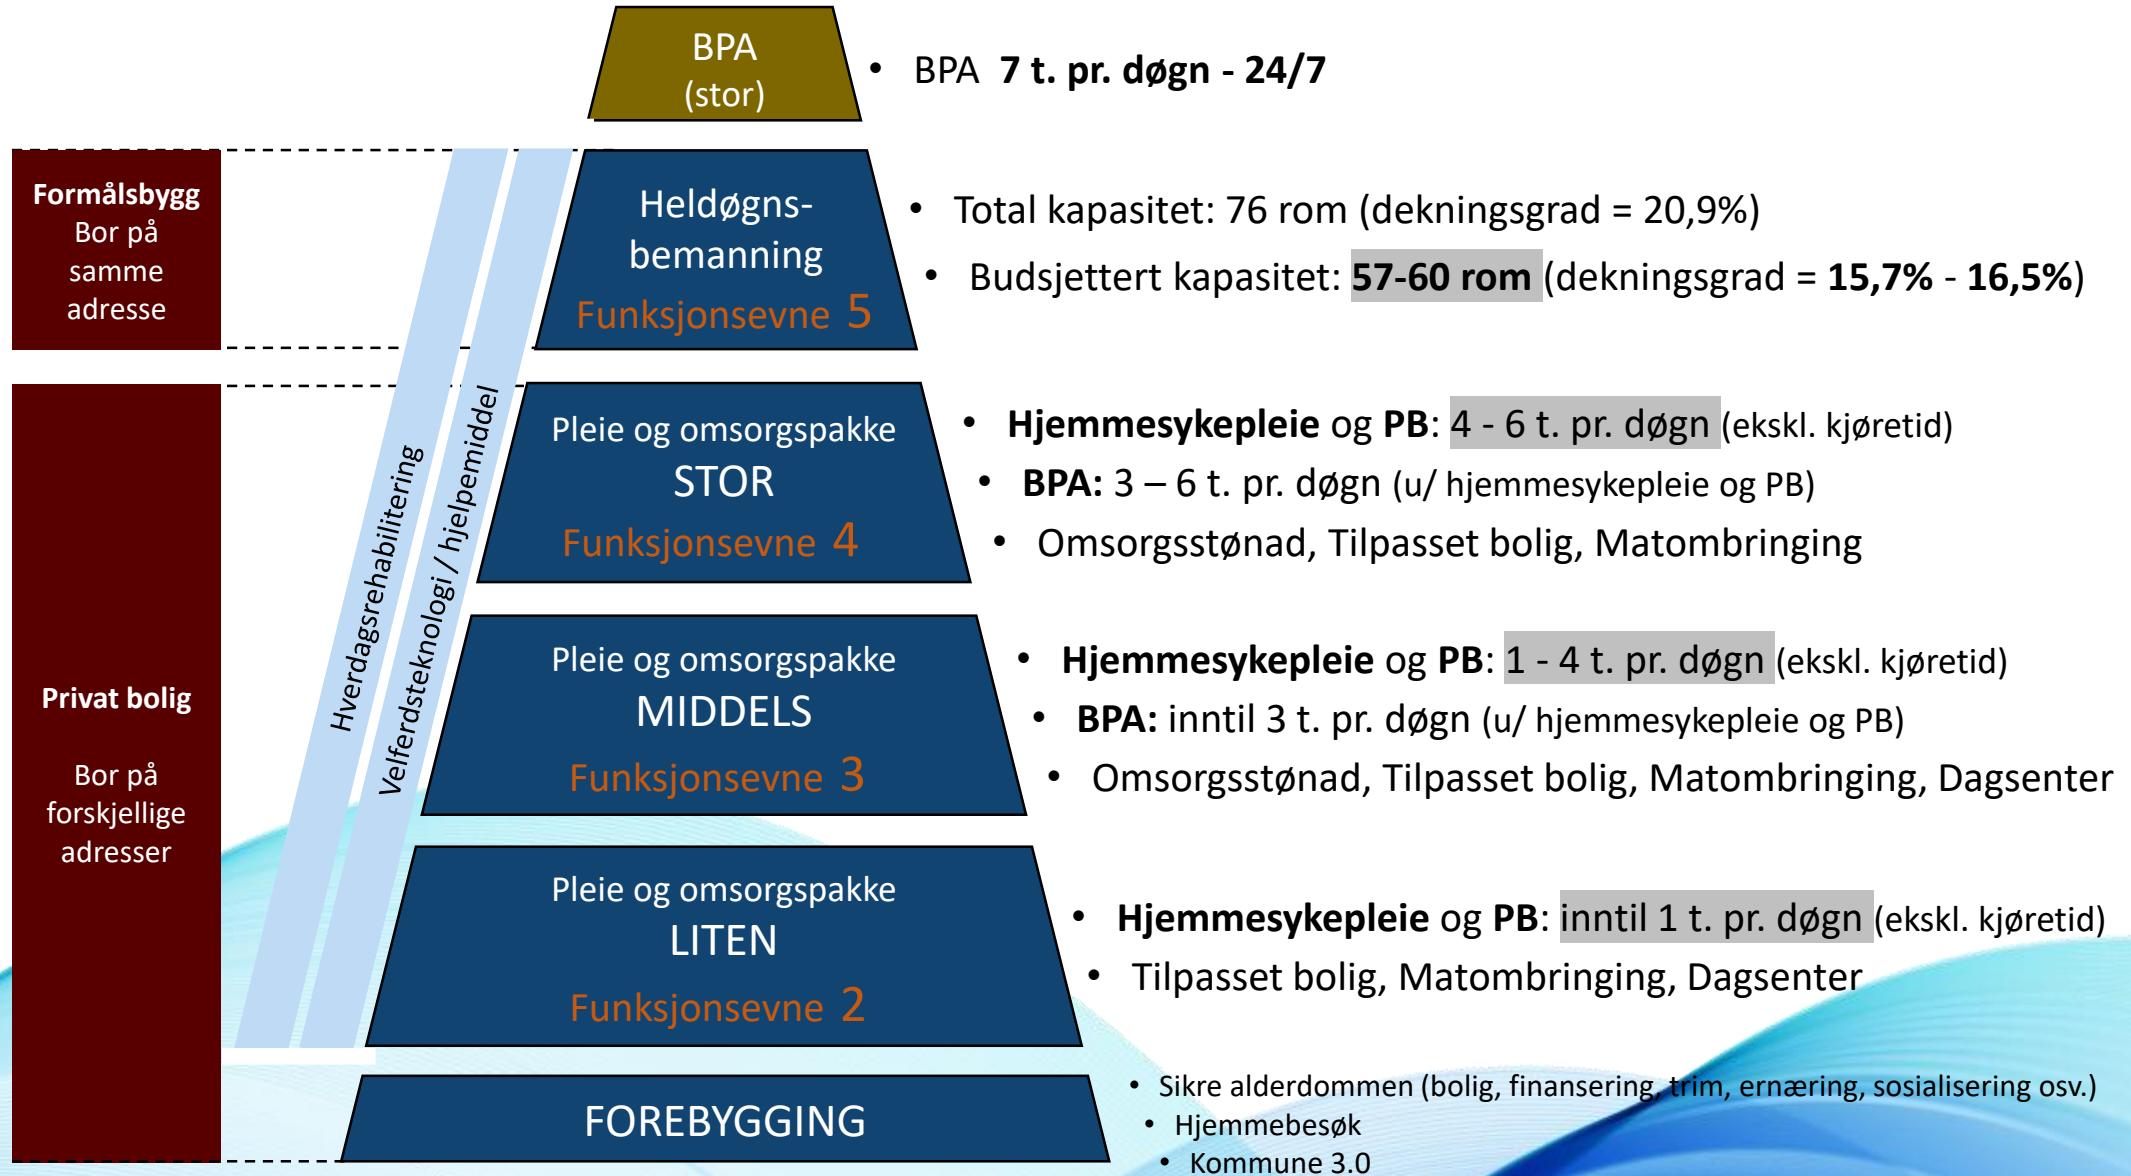 BPA
(stor)
• BPA 7 t. pr. døgn - 24/7
Formålsbygg
Bor på
samme
adresse
Heldøgns-
bemanning
Funksjonsevne 5
• Total kapasitet: 76 rom (dekningsgrad = 20,9%)
• Budsjettert kapasitet: 57-60 rom (dekningsgrad = 15,7% - 16,5%)
Hverdagsrehabilitering
Velferdsteknologi / hjelpemiddel
Privat bolig
Bor på
forskjellige
adresser
Pleie og omsorgspakke
STOR
Funksjonsevne 4
• Hjemmesykepleie og PB: 4 - 6 t. pr. døgn (ekskl. kjøretid)
• BPA: 3 – 6 t. pr. døgn (u/ hjemmesykepleie og PB)
• Omsorgsstønad, Tilpasset bolig, Matombringing
Pleie og omsorgspakke
MIDDELS
Funksjonsevne 3
• Hjemmesykepleie og PB: 1 - 4 t. pr. døgn (ekskl. kjøretid)
• BPA: inntil 3 t. pr. døgn (u/ hjemmesykepleie og PB)
• Omsorgsstønad, Tilpasset bolig, Matombringing, Dagsenter
Pleie og omsorgspakke
LITEN
Funksjonsevne 2
• Hjemmesykepleie og PB: inntil 1 t. pr. døgn (ekskl. kjøretid)
• Tilpasset bolig, Matombringing, Dagsenter
FOREBYGGING
• Sikre alderdommen (bolig, finansering, trim, ernæring, sosialisering osv.)
• Hjemmebesøk
• Kommune 3.0